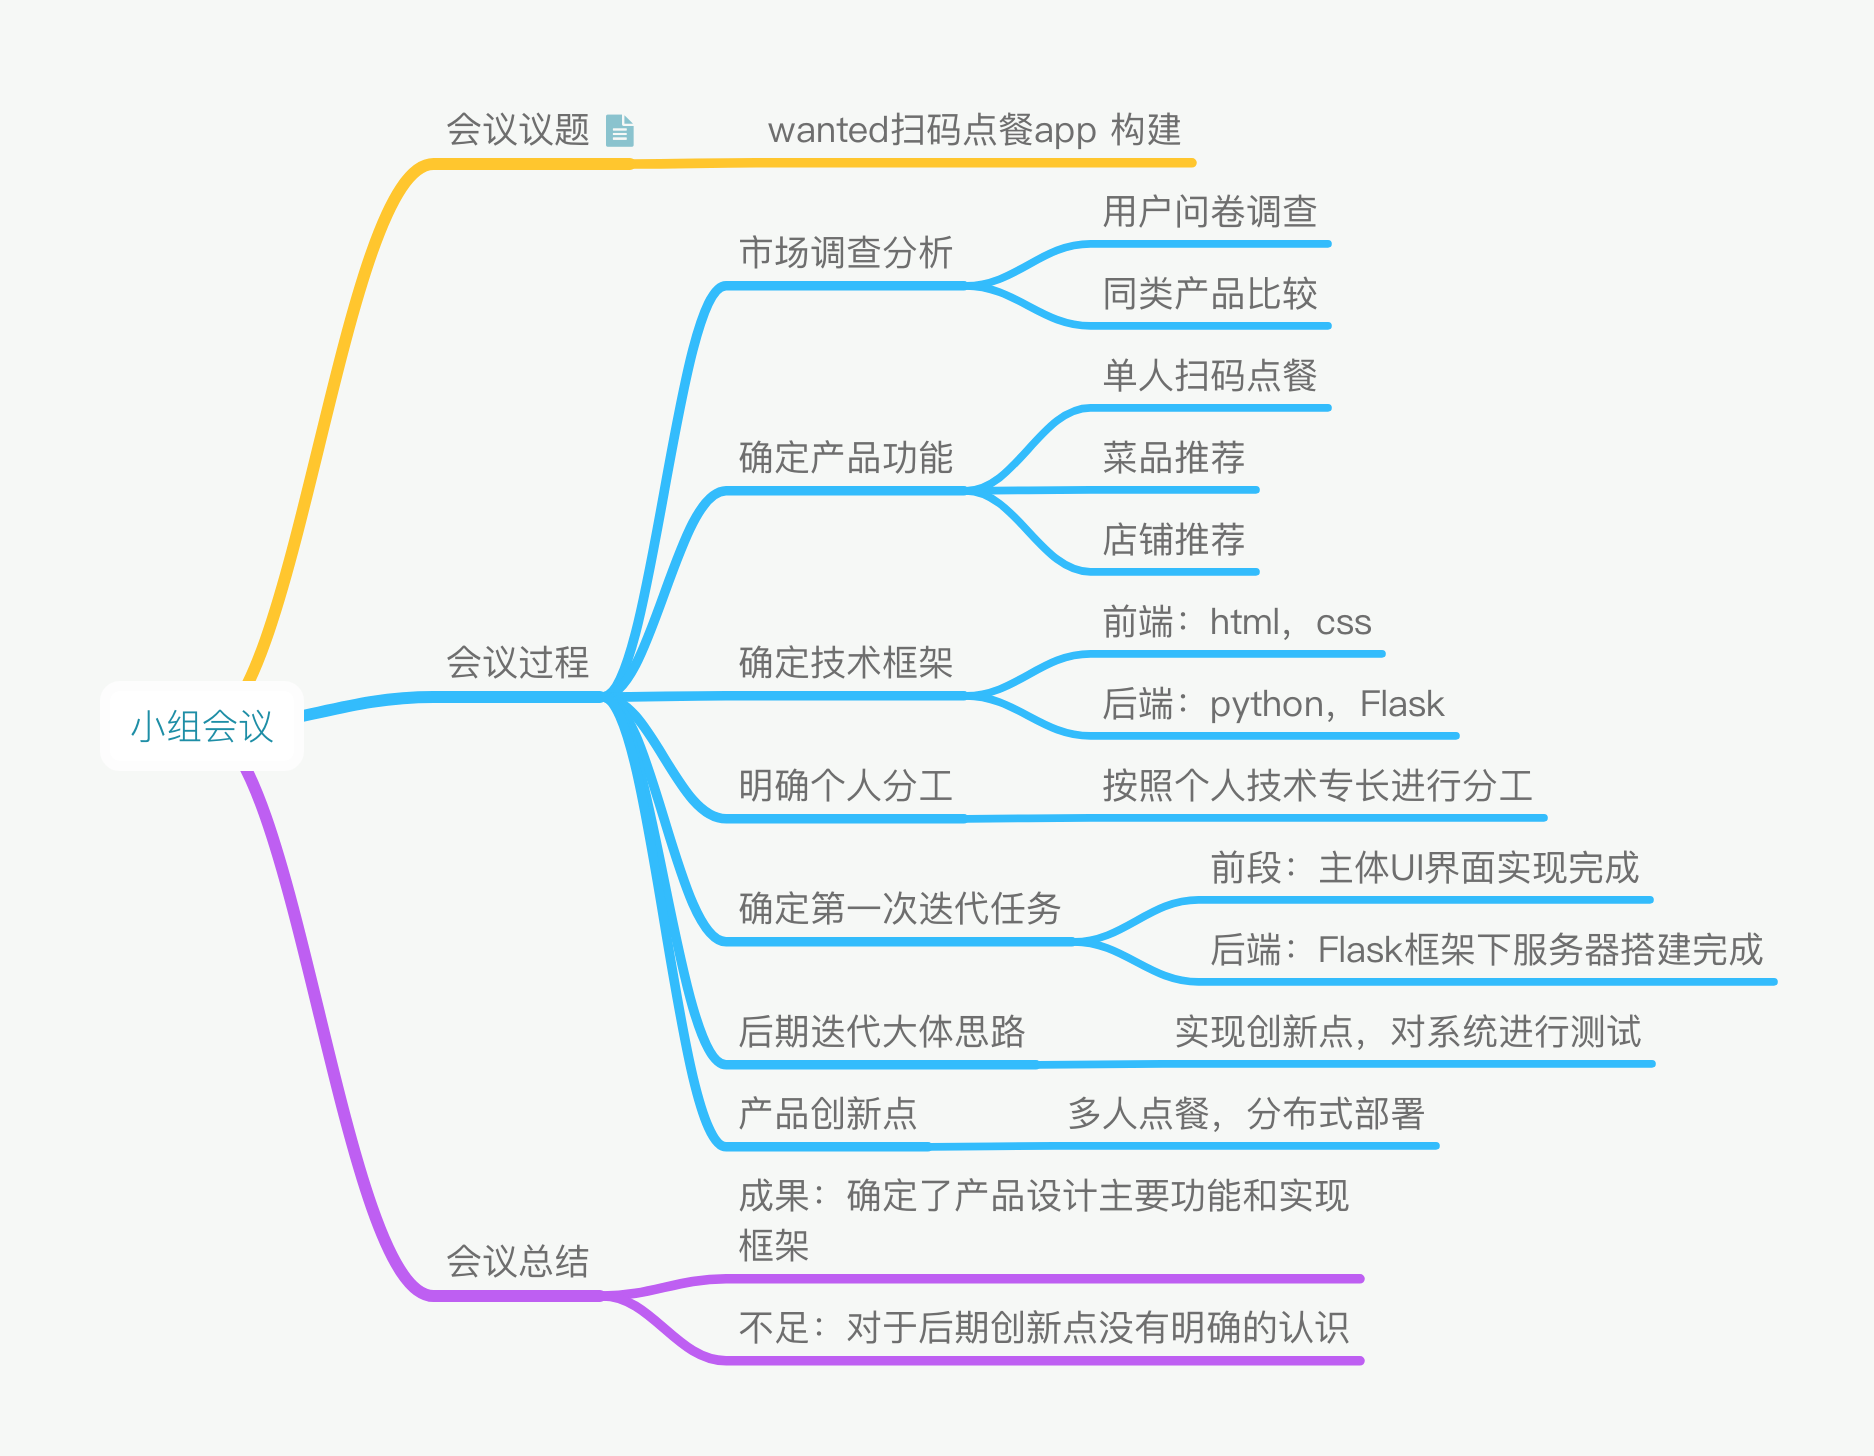 小组会议
会议议题
wanted扫码点餐app 构建
会议过程
市场调查分析
用户问卷调查
同类产品比较
确定产品功能
单人扫码点餐
菜品推荐
店铺推荐
确定技术框架
前端：html，css
后端：python，Flask
明确个人分工
按照个人技术专长进行分工
确定第一次迭代任务
前段：主体UI界面实现完成
后端：Flask框架下服务器搭建完成
后期迭代大体思路
实现创新点，对系统进行测试
产品创新点
多人点餐，分布式部署
会议总结
成果：确定了产品设计主要功能和实现
框架
不足：对于后期创新点没有明确的认识